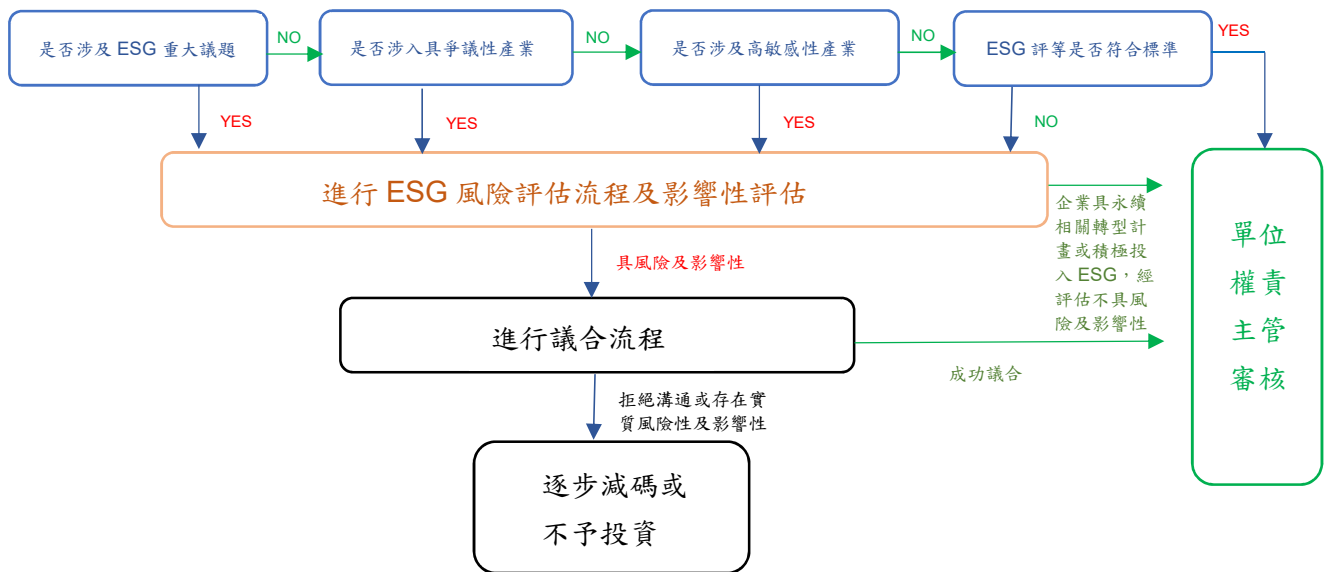 是否涉及 ESG 重大議題
NO
是否涉入具爭議性產業
NO
是否涉及高敏感性產業
NO
ESG 評等是否符合標準
YES
YES
YES
YES
NO
進行 ESG 風險評估流程及影響性評估
企業具永續
相關轉型計
畫或積極投
入 ESG，經
評估不具風
險及影響性
單位
權責
主管
審核
具風險及影響性
進行議合流程
成功議合
拒絕溝通或存在實
質風險性及影響性
逐步減碼或
不予投資